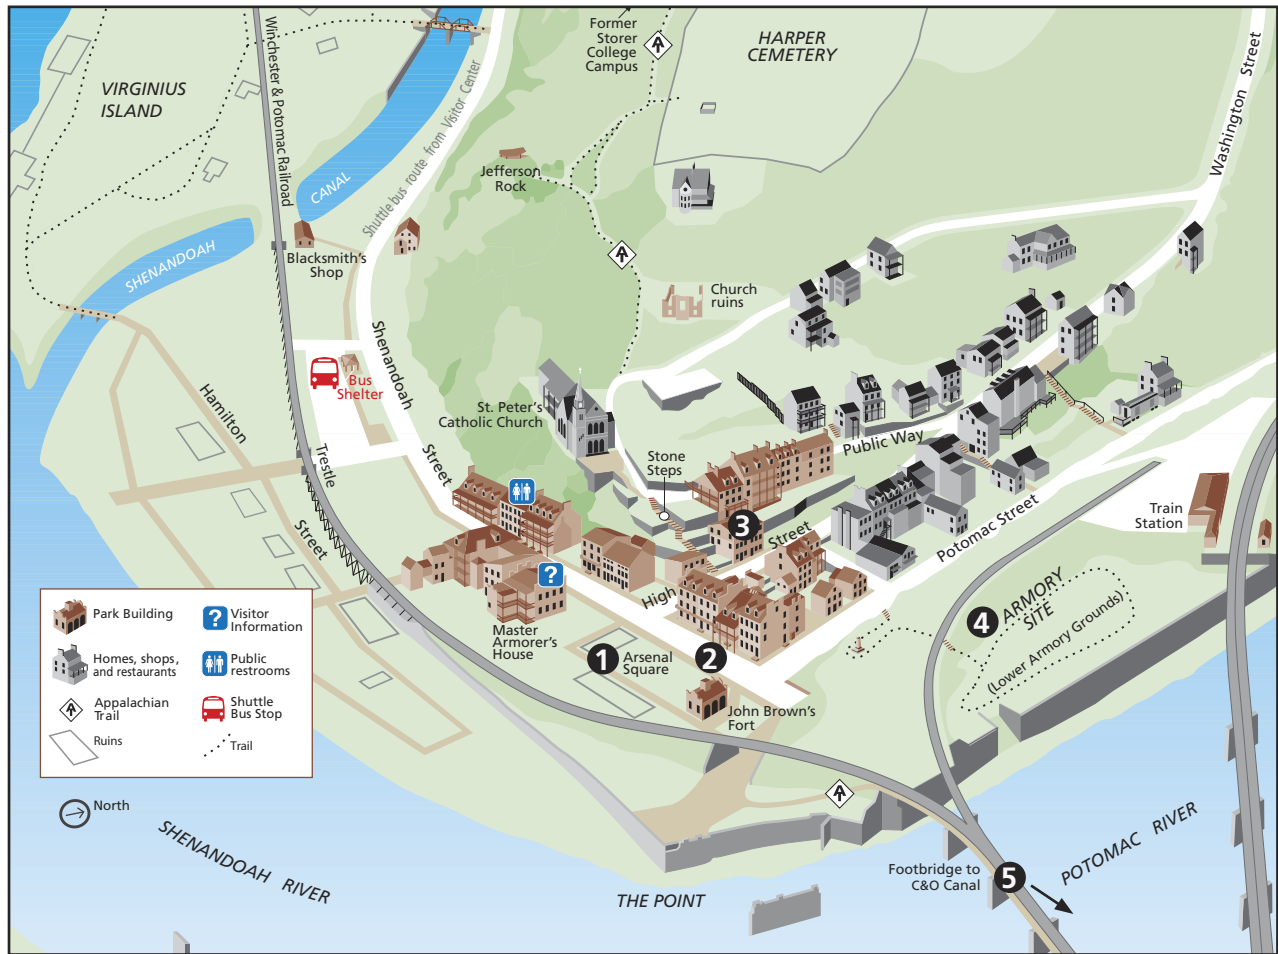 Former
Storer
College
Campus
HARPER
CEMETERY
Washington Street
Winchester & Potomac Railroad
VIRGINIUS
ISLAND
Shuttle bus route from Visitor Center
CANAL
Jefferson
Rock
SHENANDOAH
Blacksmith's
Shop
Church
ruins
Shenandoah
Street
Bus
Shelter
Hamilton
Street
Trestle
St. Peter's
Catholic Church
Stone
Steps
Public Way
3
High
Street
Potomac Street
Train
Station
?
Master
Armorer's
House
1
Arsenal
Square
2
John Brown's
Fort
4
ARMORY
SITE
(Lower Armory Grounds)
Park Building
?
Visitor
Information
Homes, shops,
and restaurants
Public
restrooms
Appalachian
Trail
Shuttle
Bus Stop
Ruins
Trail
North
SHENANDOAH RIVER
THE POINT
Footbridge to
C&O Canal
5
POTOMAC RIVER